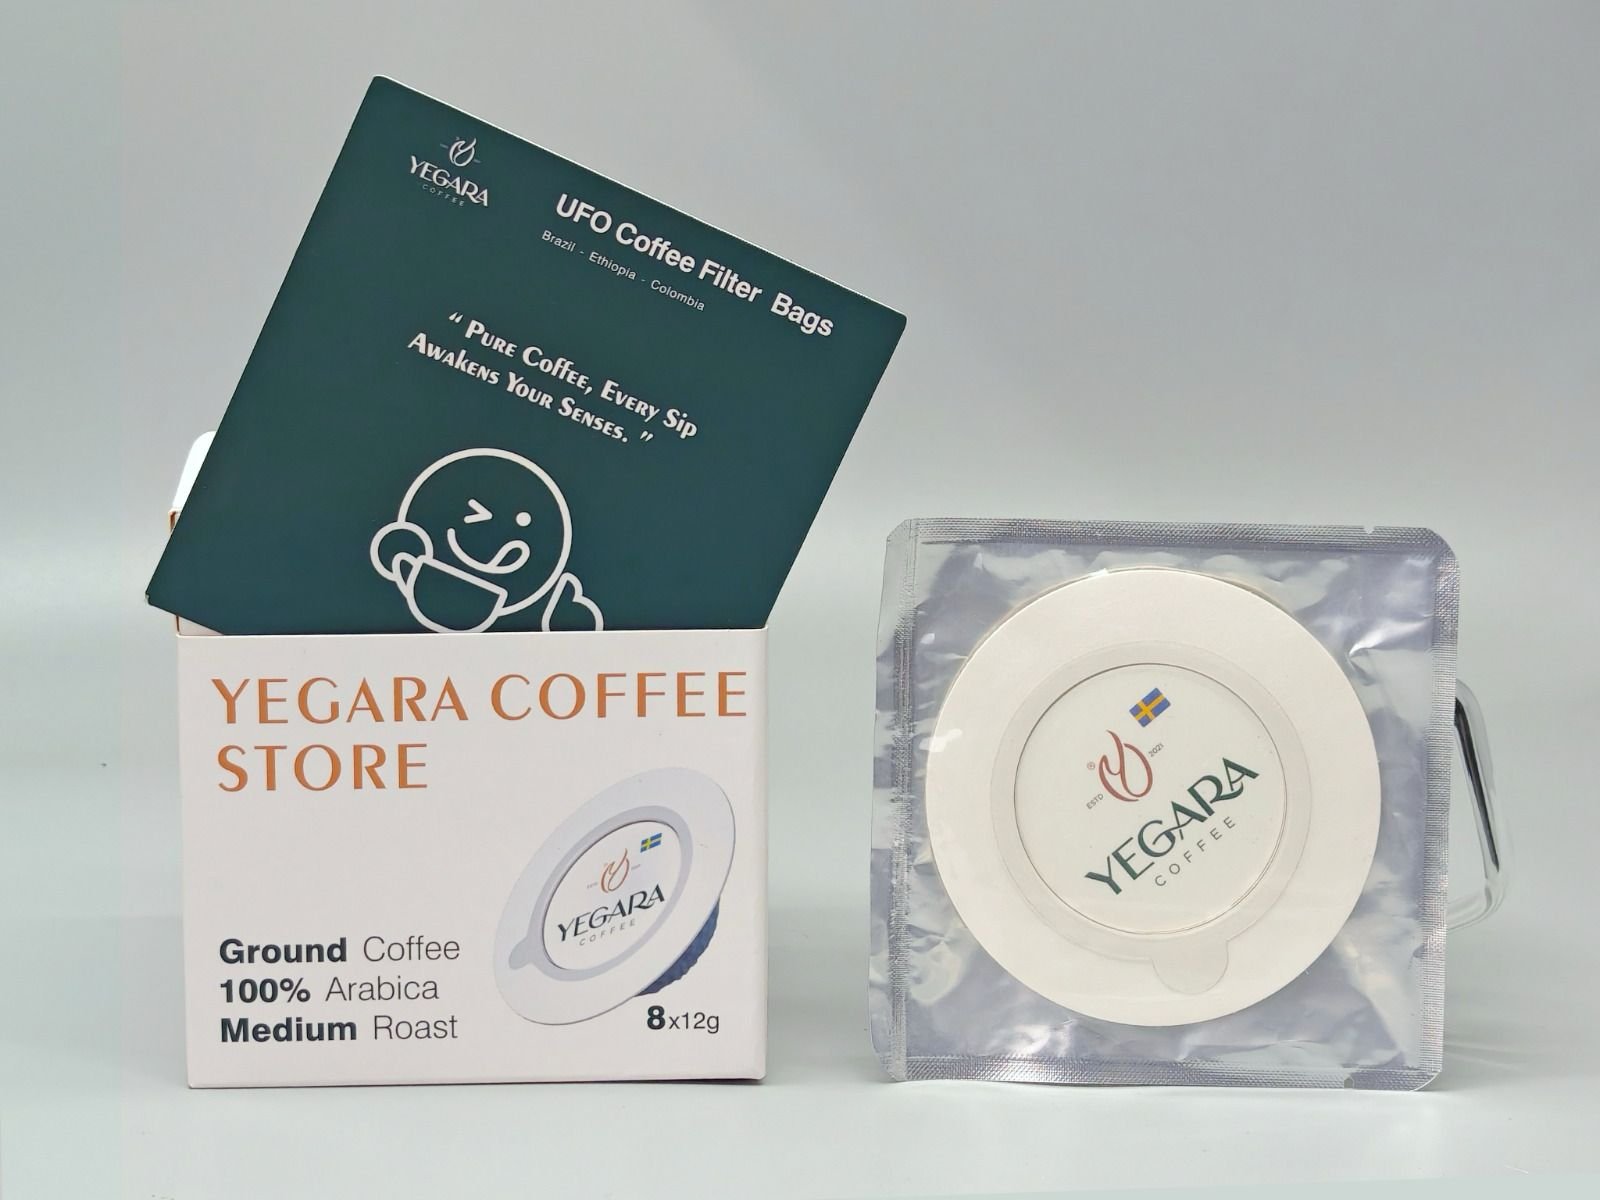 YEGARA
COFFEE
UFO Coffee Filter Bags
Brazil - Ethiopia - Colombia
“ Pure Coffee, Every Sip
Awakens Your Senses. ”
YEGARA COFFEE
STORE
YEGARA
COFFEE
Ground Coffee
100% Arabica
Medium Roast
8x12g
® 2021
ESTD
YEGARA
COFFEE